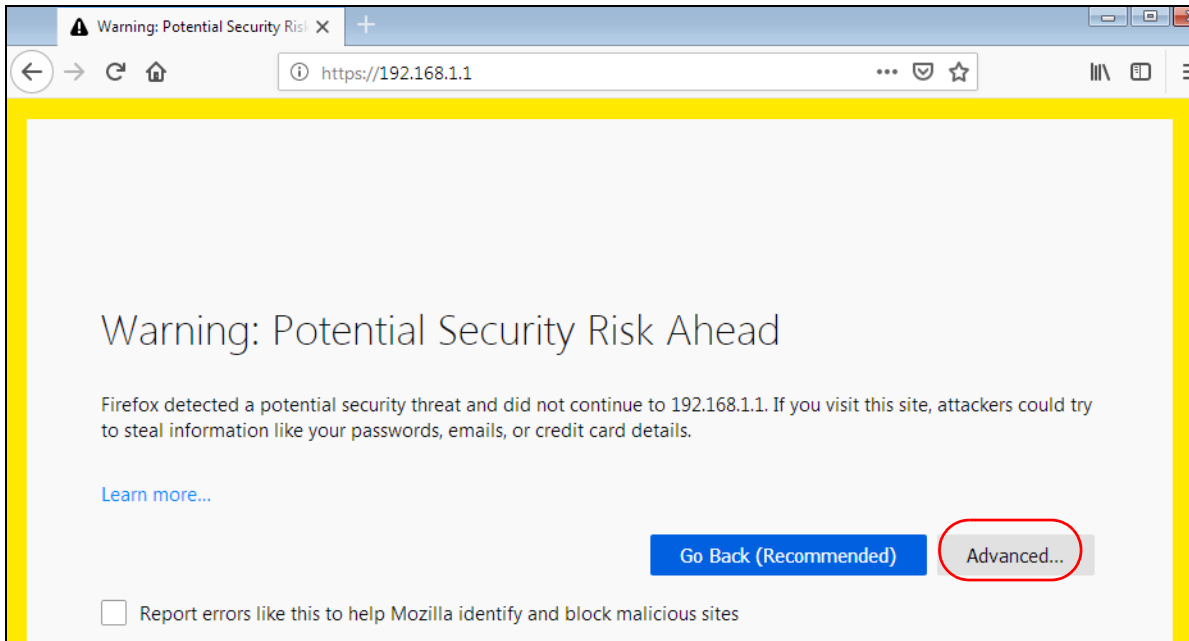 Warning: Potential Security Ris
https://192.168.1.1
Warning: Potential Security Risk Ahead
Firefox detected a potential security threat and did not continue to 192.168.1.1. If you visit this site, attackers could try
to steal information like your passwords, emails, or credit card details.
Learn more...
Go Back (Recommended)
Advanced...
Report errors like this to help Mozilla identify and block malicious sites